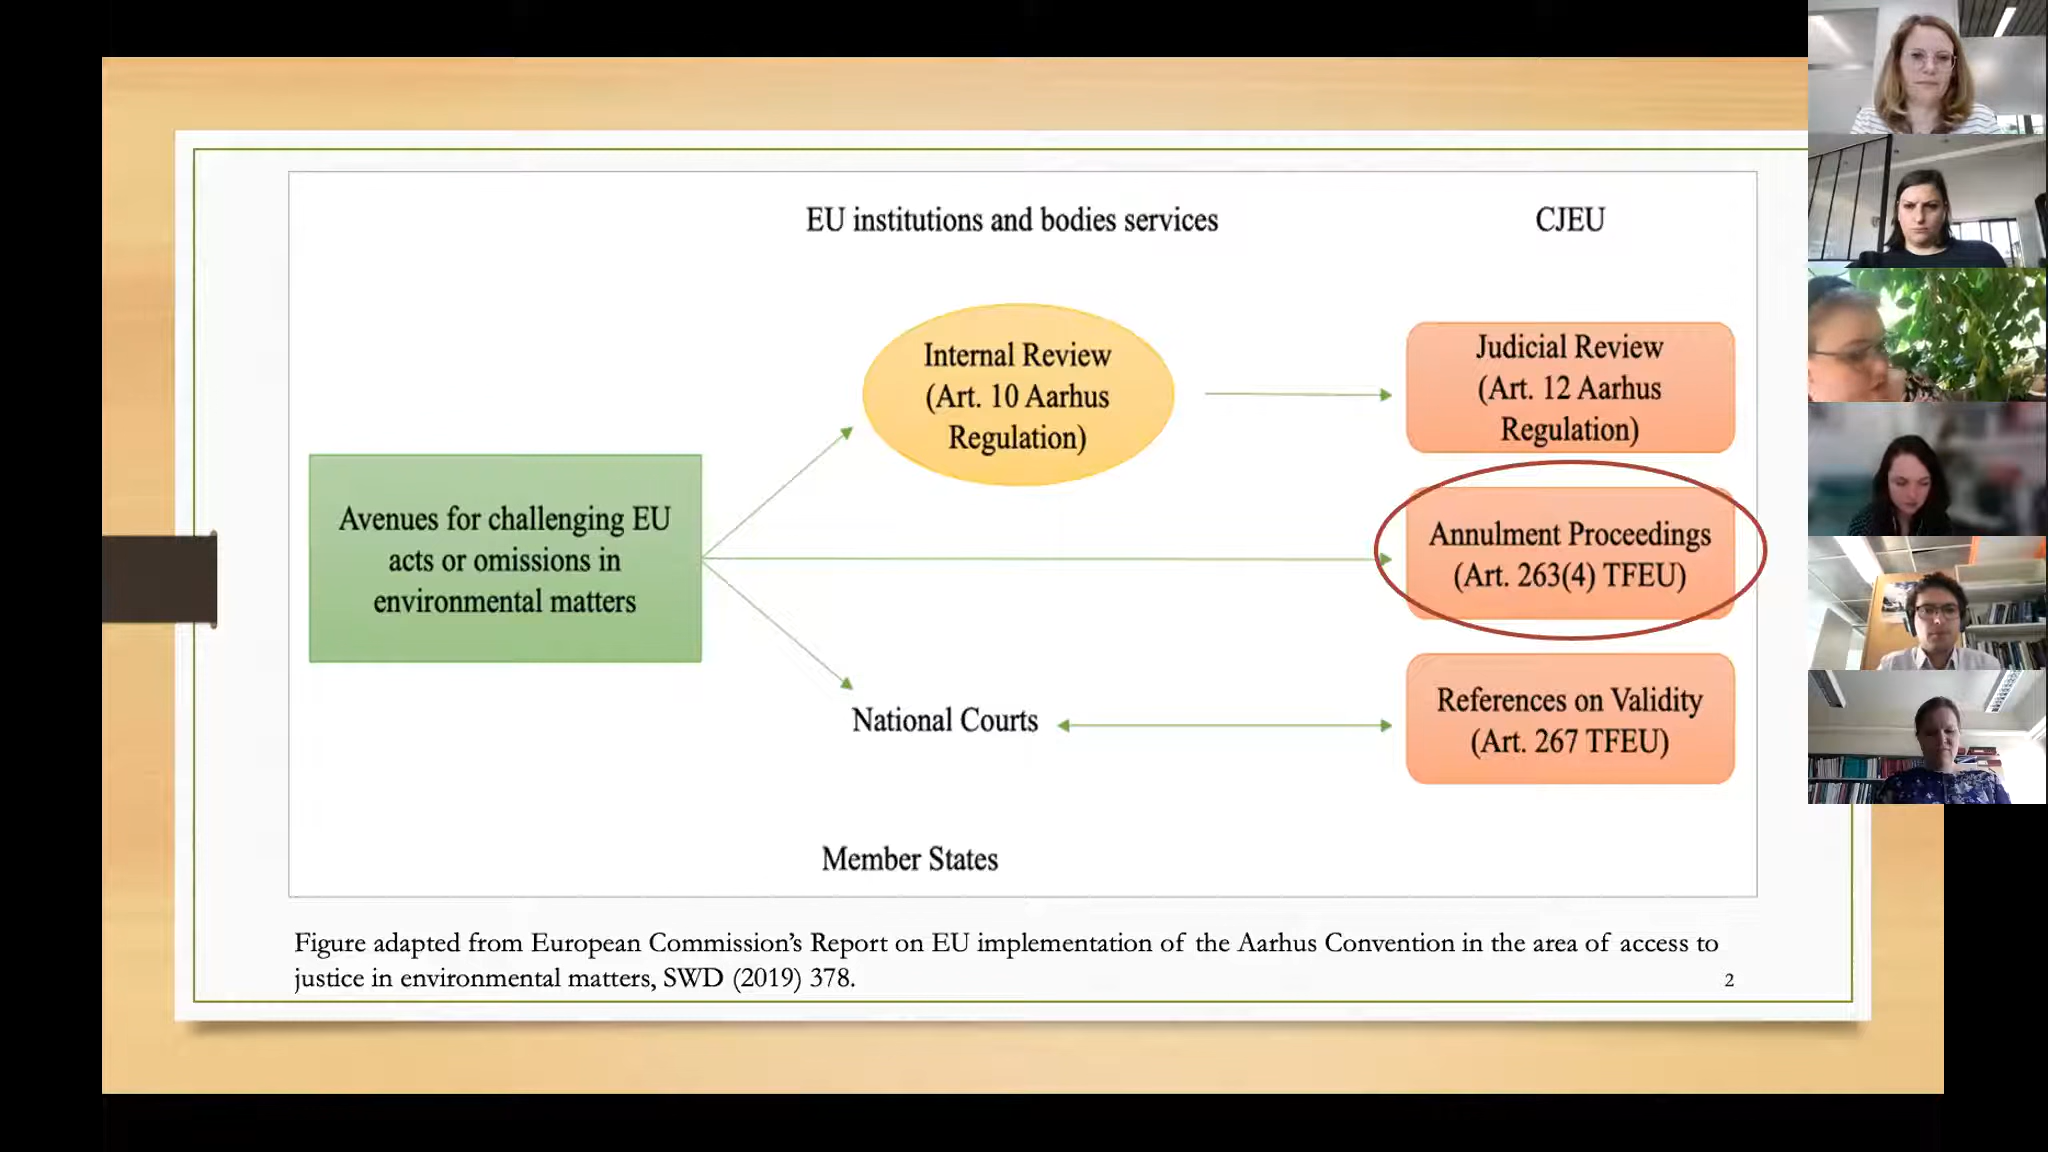 EU institutions and bodies services
CJEU
Internal Review
(Art. 10 Aarhus
Regulation)
Judicial Review
(Art. 12 Aarhus
Regulation)
Avenues for challenging EU
acts or omissions in
environmental matters
Annulment Proceedings
(Art. 263(4) TFEU)
National Courts
References on Validity
(Art. 267 TFEU)
Member States
Figure adapted from European Commission’s Report on EU implementation of the Aarhus Convention in the area of access to
justice in environmental matters, SWD (2019) 378.
2